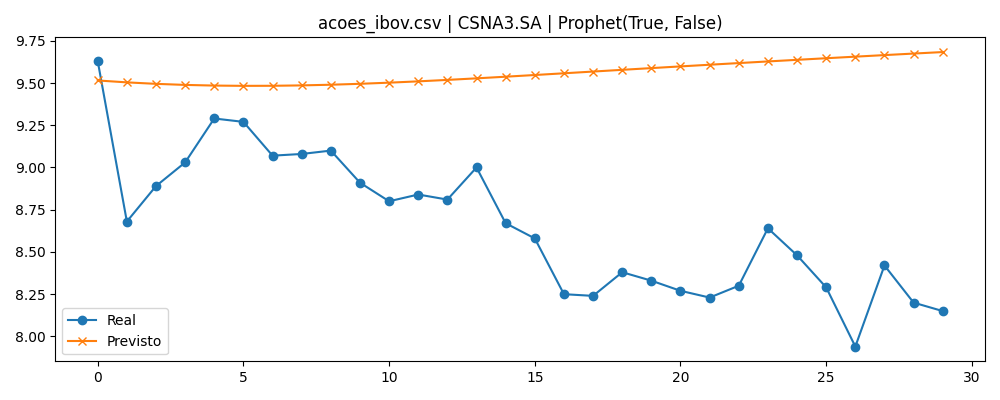 acoes_ibov.csv | CSNA3.SA | Prophet(True, False)
9.75
9.50
9.25
9.00
8.75
8.50
8.25
8.00
Real
Previsto
0 5 10 15 20 25 30